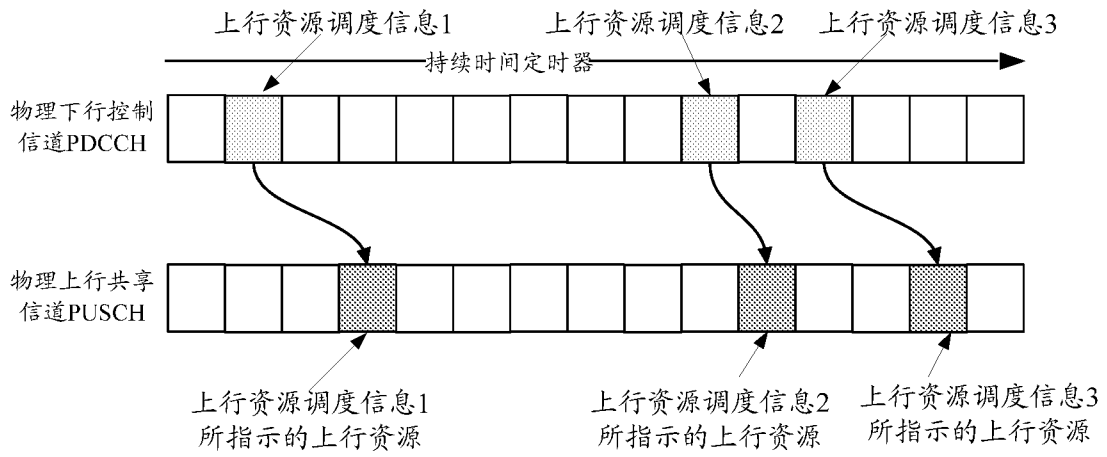 上行资源调度信息1
上行资源调度信息2
上行资源调度信息3
持续时间定时器
物理下行控制
信道PDCCH
物理上行共享
信道PUSCH
上行资源调度信息1
所指示的上行资源
上行资源调度信息2
所指示的上行资源
上行资源调度信息3
所指示的上行资源